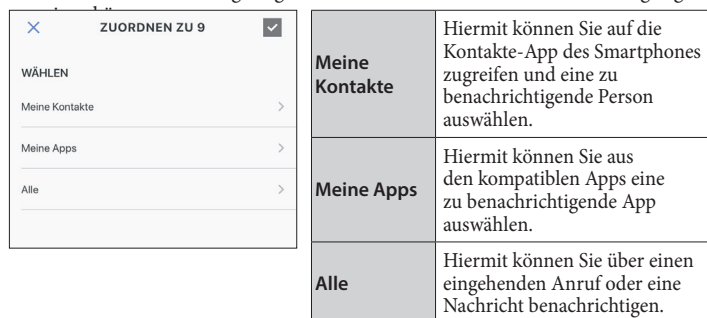 ZUORDNEN ZU 9
WÄHLEN
Meine Kontakte
Meine Apps
Alle
Meine
Kontakte
Hiermit können Sie auf die
Kontakte-App des Smartphones
zugreifen und eine zu
benachrichtigende Person
auswählen.
Meine Apps
Hiermit können Sie aus
den kompatiblen Apps eine
zu benachrichtigende App
auswählen.
Alle
Hiermit können Sie über einen
eingehenden Anruf oder eine
Nachricht benachrichtigen.